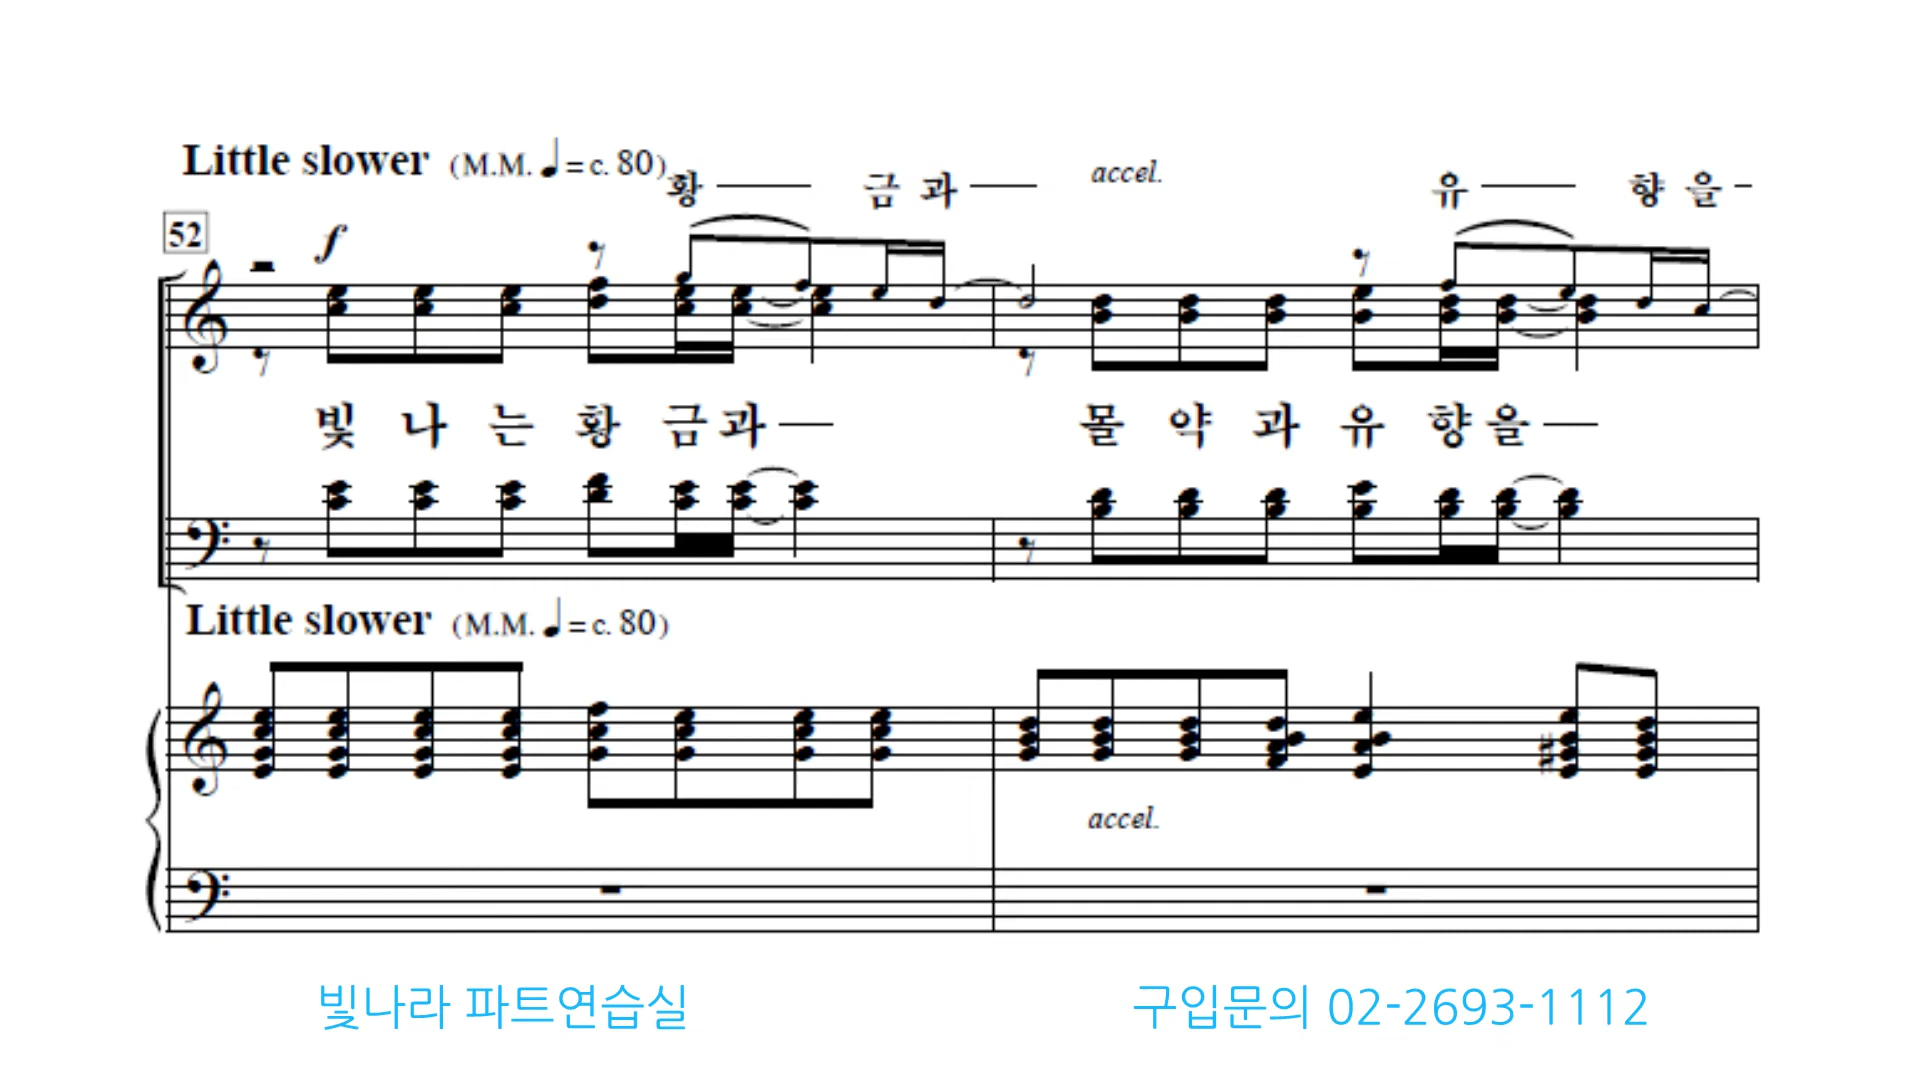 Little slower (M.M. ♩=c. 80)
황 금 과 accel. 유 향 을
52
f
빛 나 는 황 금 과 몰 약 과 유 향 을
Little slower (M.M. ♩=c. 80)
accel.
빛나라 파트연습실 구입문의 02-2693-1112